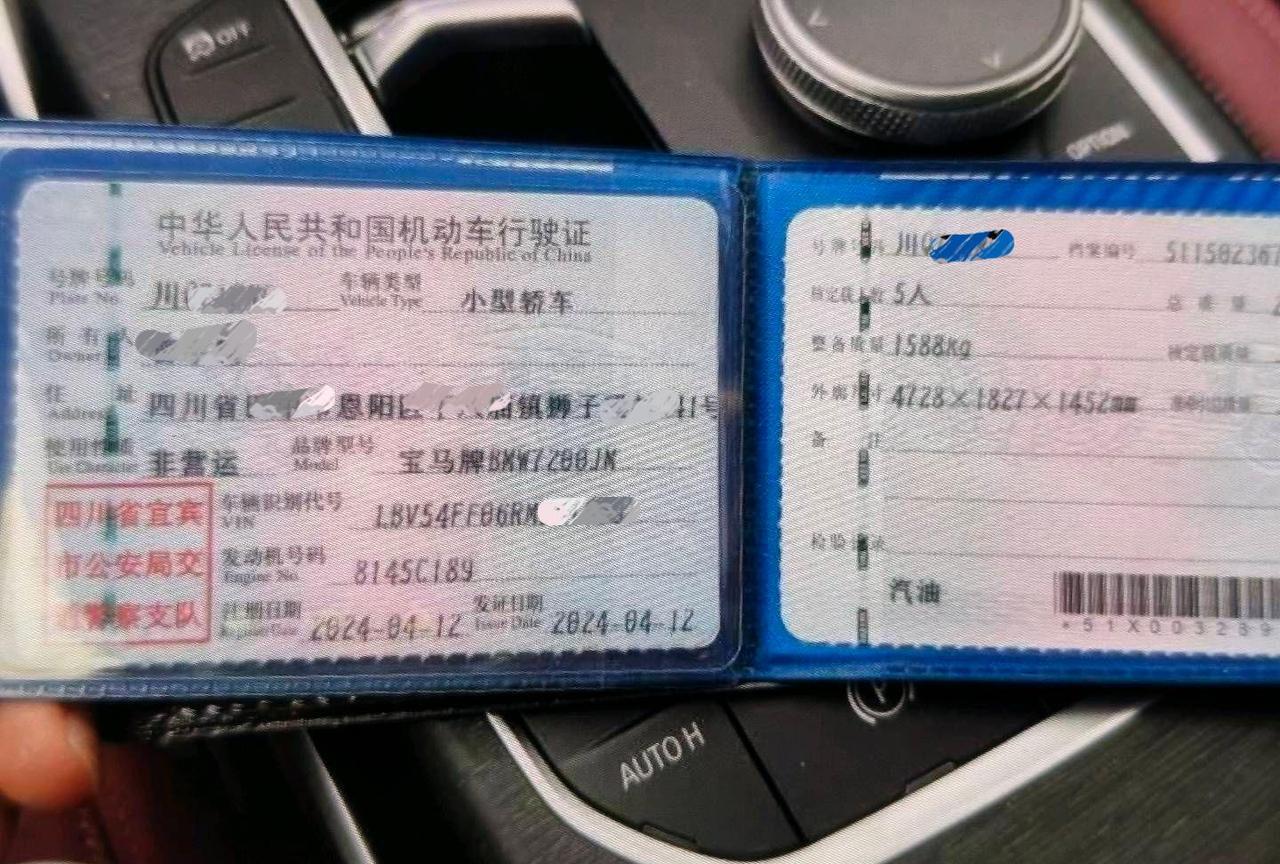 OFF
OPTION
中华人民共和国机动车行驶证
Vehicle License of the People's Republic of China
号牌号码 川 车辆类型 小型轿车
Plate No. Vehicle Type
所有人
Owner
住址 四川省 恩阳 镇狮子 11号
Address
使用性质 非营运 品牌型号 宝马牌BMW7200JM
Use Character Model
四川省宜宾
市公安局交
警察支队
车辆识别代号 LBV54FF06RM
VIN
发动机号码 8145C189
Engine No.
注册日期 2024-04-12 发证日期 2024-04-12
Register Date Issue Date
号牌号码 川 档案编号 511502367
核定载人数 5人 总质量
整备质量 1588Kg 核定载质量
外廓尺寸 4728×1827×1452mm
备注
检验记录
汽油
*51X003289
AUTO H